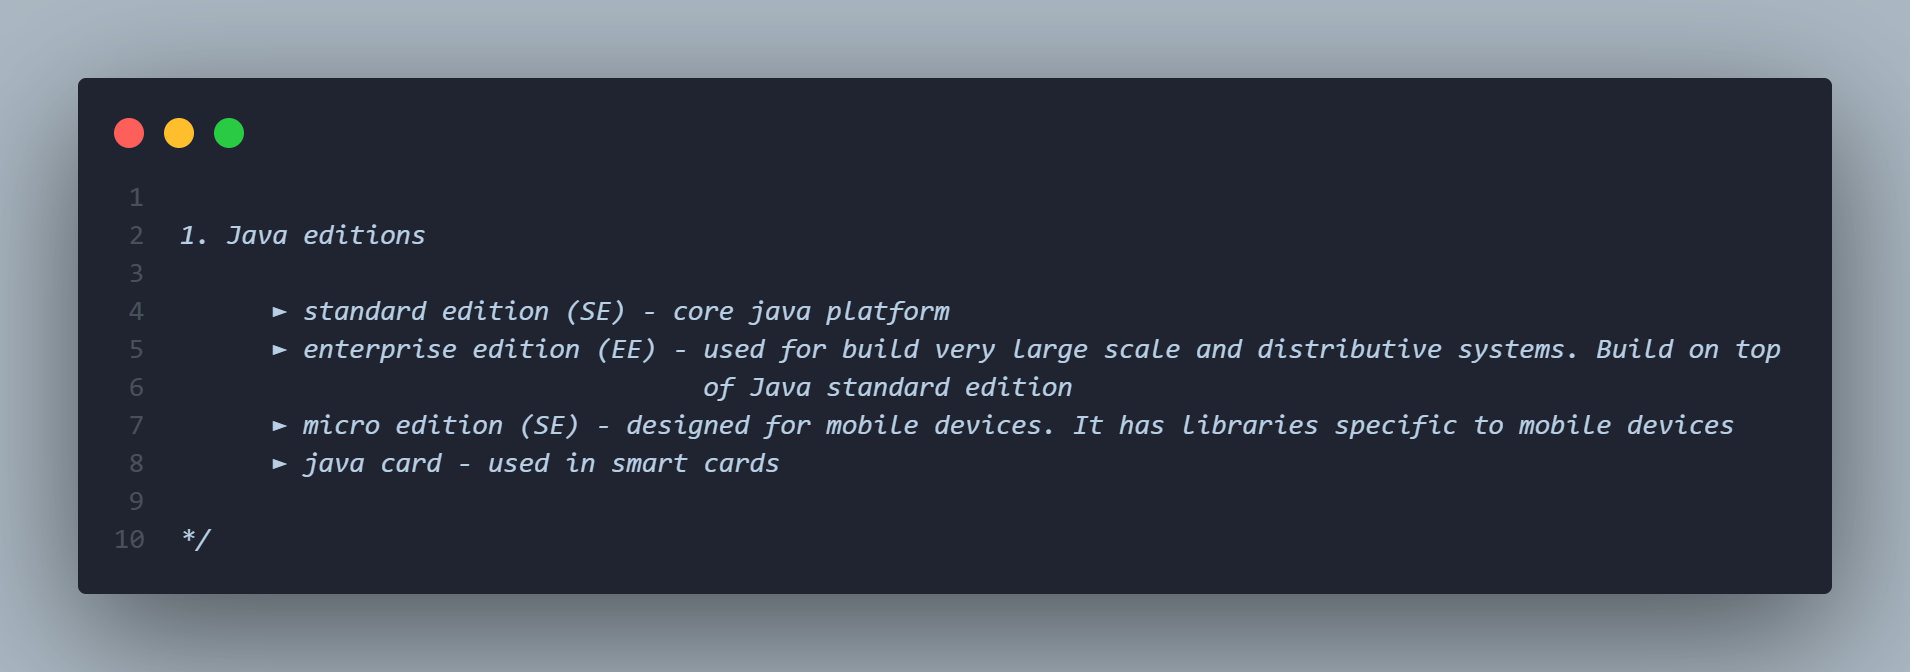 1
2 1. Java editions
3
4 ► standard edition (SE) - core java platform
5 ► enterprise edition (EE) - used for build very large scale and distributive systems. Build on top
6 of Java standard edition
7 ► micro edition (SE) - designed for mobile devices. It has libraries specific to mobile devices
8 ► java card - used in smart cards
9
10 */